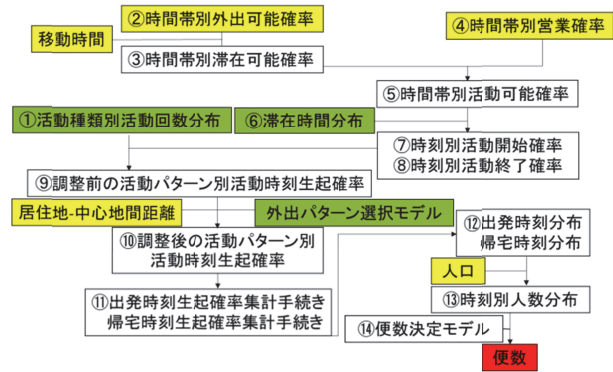 ②時間帯別外出可能確率
④時間帯別営業確率
移動時間
③時間帯別滞在可能確率
⑤時間帯別活動可能確率
①活動種類別活動回数分布
⑥滞在時間分布
⑦時刻別活動開始確率
⑧時刻別活動終了確率
⑨調整前の活動パターン別活動時刻生起確率
居住地-中心地間距離
外出パターン選択モデル
⑫出発時刻分布
帰宅時刻分布
⑩調整後の活動パターン別
活動時刻生起確率
人口
⑪出発時刻生起確率集計手続き
帰宅時刻生起確率集計手続き
⑬時刻別人数分布
⑭便数決定モデル
便数